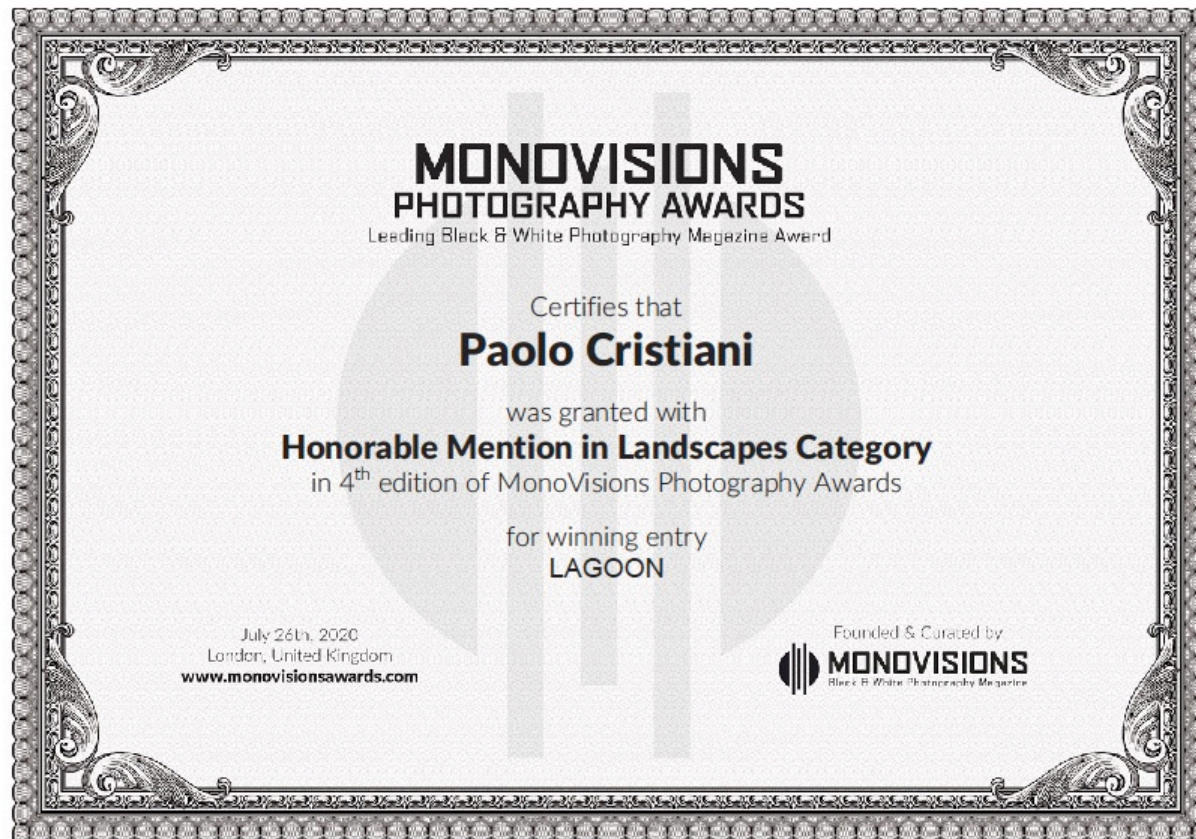 MONOVISIONS
PHOTOGRAPHY AWARDS
Leading Black & White Photography Magazine Award
Certifies that
Paolo Cristiani
was granted with
Honorable Mention in Landscapes Category
in 4th edition of MonoVisions Photography Awards
for winning entry
LAGOON
July 26th, 2020
London, United Kingdom
www.monovisionsawards.com
Founded & Curated by
MONOVISIONS
Black & White Photography Magazine